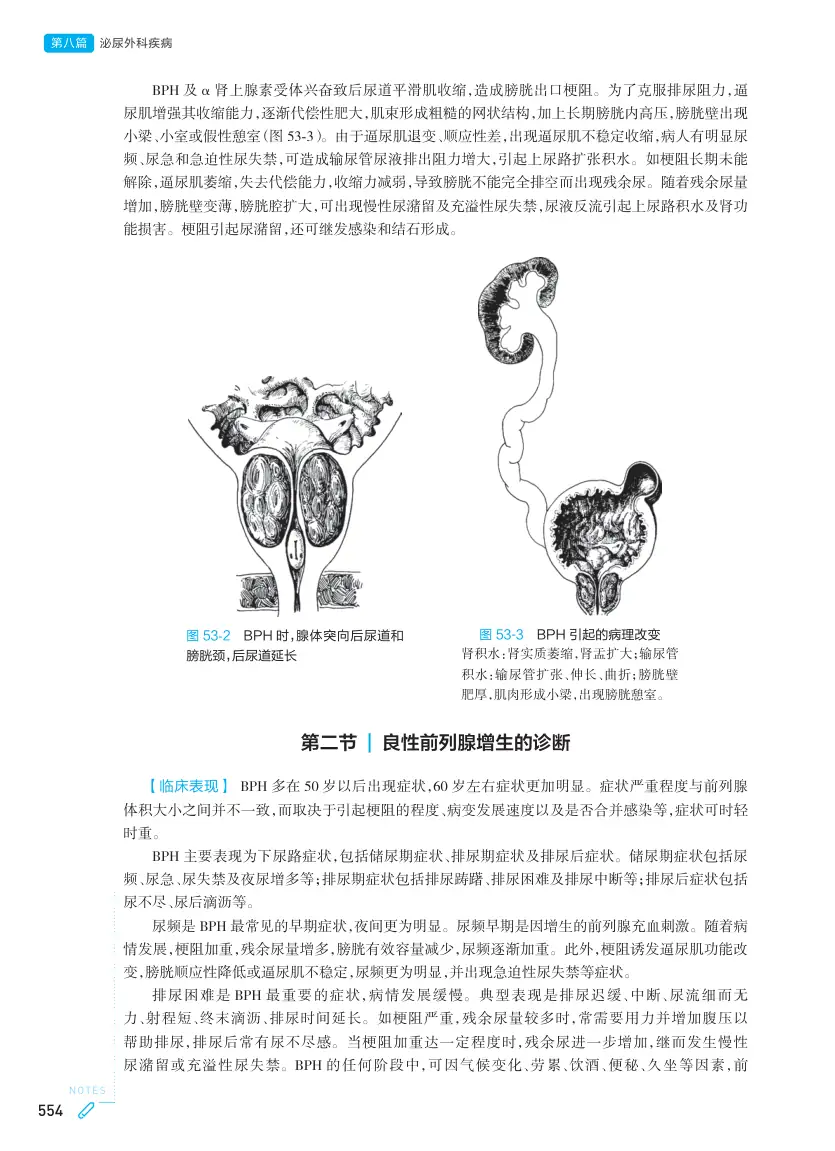 第八篇 泌尿外科疾病
BPH 及 α 肾上腺素受体兴奋致后尿道平滑肌收缩,造成膀胱出口梗阻。为了克服排尿阻力,逼
尿肌增强其收缩能力,逐渐代偿性肥大,肌束形成粗糙的网状结构,加上长期膀胱内高压,膀胱壁出现
小梁、小室或假性憩室(图 53-3)。由于逼尿肌退变、顺应性差,出现逼尿肌不稳定收缩,病人有明显尿
频、尿急和急迫性尿失禁,可造成输尿管尿液排出阻力增大,引起上尿路扩张积水。如梗阻长期未能
解除,逼尿肌萎缩,失去代偿能力,收缩力减弱,导致膀胱不能完全排空而出现残余尿。随着残余尿量
增加,膀胱壁变薄,膀胱腔扩大,可出现慢性尿潴留及充溢性尿失禁,尿液反流引起上尿路积水及肾功
能损害。梗阻引起尿潴留,还可继发感染和结石形成。
图 53-2 BPH 时,腺体突向后尿道和
膀胱颈,后尿道延长
图 53-3 BPH 引起的病理改变
肾积水:肾实质萎缩,肾盂扩大;输尿管
积水:输尿管扩张、伸长、曲折;膀胱壁
肥厚,肌肉形成小梁,出现膀胱憩室。
第二节 | 良性前列腺增生的诊断
【临床表现】 BPH 多在 50 岁以后出现症状,60 岁左右症状更加明显。症状严重程度与前列腺
体积大小之间并不一致,而取决于引起梗阻的程度、病变发展速度以及是否合并感染等,症状可时轻
时重。
BPH 主要表现为下尿路症状,包括储尿期症状、排尿期症状及排尿后症状。储尿期症状包括尿
频、尿急、尿失禁及夜尿增多等;排尿期症状包括排尿踌躇、排尿困难及排尿中断等;排尿后症状包括
尿不尽、尿后滴沥等。
尿频是 BPH 最常见的早期症状,夜间更为明显。尿频早期是因增生的前列腺充血刺激。随着病
情发展,梗阻加重,残余尿量增多,膀胱有效容量减少,尿频逐渐加重。此外,梗阻诱发逼尿肌功能改
变,膀胱顺应性降低或逼尿肌不稳定,尿频更为明显,并出现急迫性尿失禁等症状。
排尿困难是 BPH 最重要的症状,病情发展缓慢。典型表现是排尿迟缓、中断、尿流细而无
力、射程短、终末滴沥、排尿时间延长。如梗阻严重,残余尿量较多时,常需要用力并增加腹压以
帮助排尿,排尿后常有尿不尽感。当梗阻加重达一定程度时,残余尿进一步增加,继而发生慢性
尿潴留或充溢性尿失禁。BPH 的任何阶段中,可因气候变化、劳累、饮酒、便秘、久坐等因素,前
NOTES
554